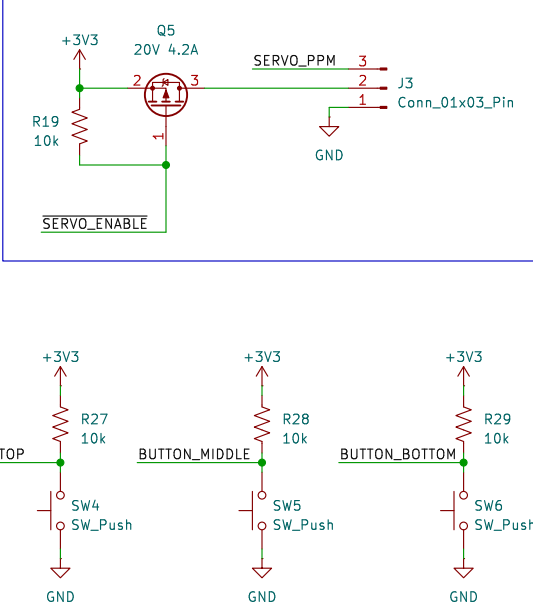 Q5
20V 4.2A
+3V3
2
3
1
R19
10k
SERVO_ENABLE
SERVO_PPM
3
2
1
J3
Conn_01x03_Pin
GND
+3V3
+3V3
+3V3
R27
10k
R28
10k
R29
10k
TOP
BUTTON_MIDDLE
BUTTON_BOTTOM
SW4
SW_Push
SW5
SW_Push
SW6
SW_Push
GND
GND
GND